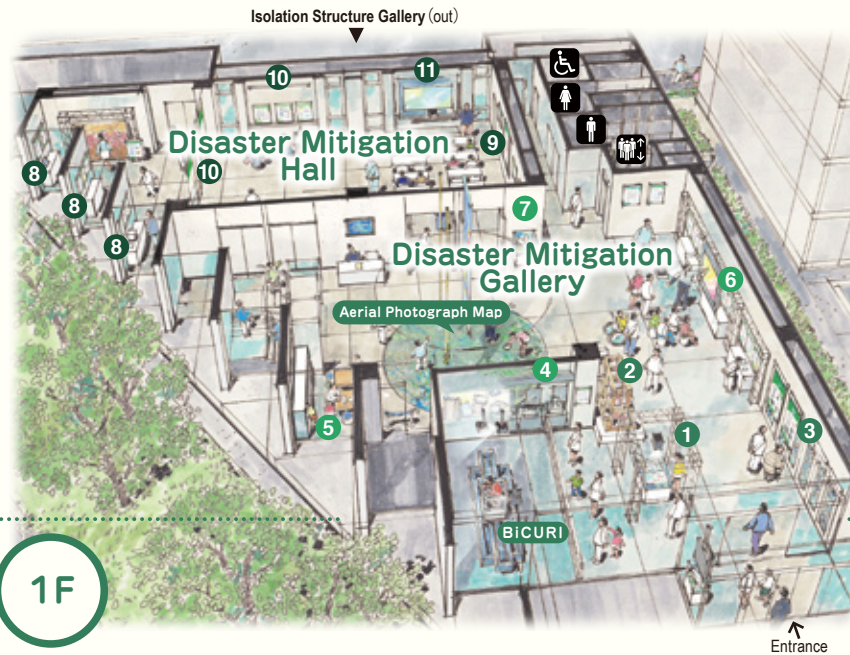 Isolation Structure Gallery (out)
10
11
Disaster Mitigation
Hall
9
8
10
8
7
8
Disaster Mitigation
Gallery
6
Aerial Photograph Map
4
2
5
1
3
BiCURI
1F
Entrance